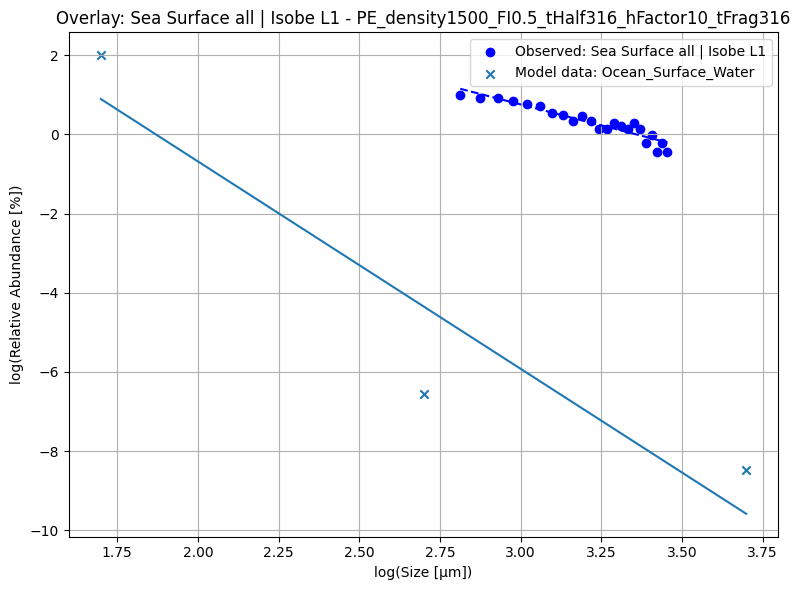 Overlay: Sea Surface all | Isobe L1 - PE_density1500_FI0.5_tHalf316_hFactor10_tFrag316
Observed: Sea Surface all | Isobe L1
Model data: Ocean_Surface_Water
log(Relative Abundance [%])
2
0
−2
−4
−6
−8
−10
1.75 2.00 2.25 2.50 2.75 3.00 3.25 3.50 3.75
log(Size [μm])